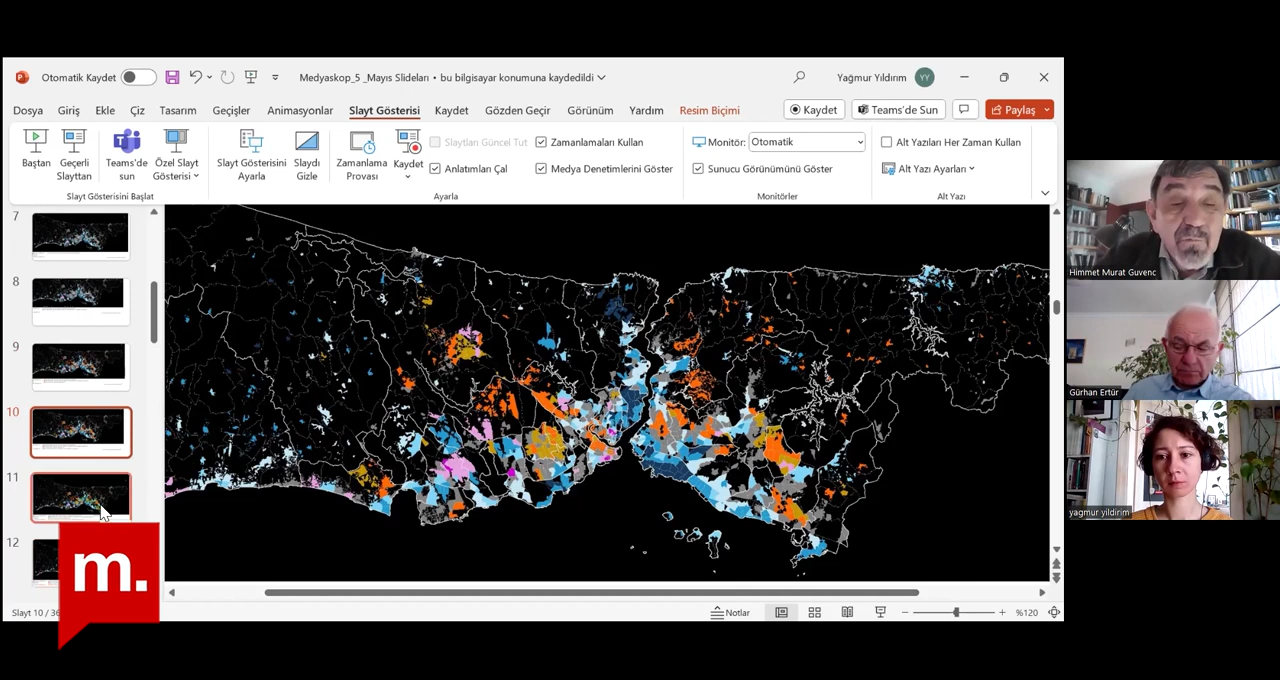 Otomatik Kaydet
Medyaskop_5 _Mayıs Slideları • bu bilgisayar konumuna kaydedildi
Yağmur Yıldırım
YY
Dosya
Giriş
Ekle
Çiz
Tasarım
Geçişler
Animasyonlar
Slayt Gösterisi
Kaydet
Gözden Geçir
Görünüm
Yardım
Resim Biçimi
Kaydet
Teams'de Sun
Paylaş
Baştan
Geçerli Slayttan
Teams'de sun
Özel Slayt Gösterisi
Slayt Gösterisini Ayarla
Slaydı Gizle
Zamanlama Provası
Kaydet
Slaytları Güncel Tut
Anlatımları Çal
Zamanlamaları Kullan
Medya Denetimlerini Göster
Monitör:
Otomatik
Sunucu Görünümünü Göster
Alt Yazıları Her Zaman Kullan
Alt Yazı Ayarları
Slayt Gösterisini Başlat
Ayarla
Monitörler
Alt Yazı
7
8
9
10
11
12
m.
Slayt 10 / 36
Notlar
%120
Himmet Murat Guvenc
Gürhan Ertür
yagmur yildirim